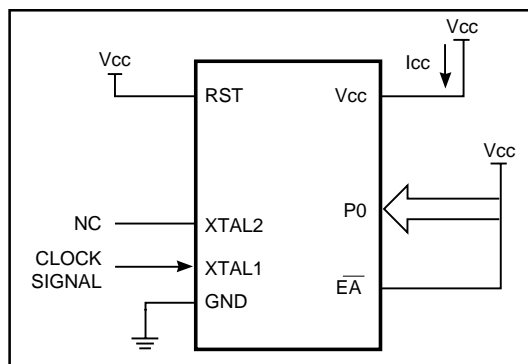 Vcc
Icc
Vcc
RST
Vcc
Vcc
P0
NC
XTAL2
CLOCK
SIGNAL
XTAL1
GND
EA